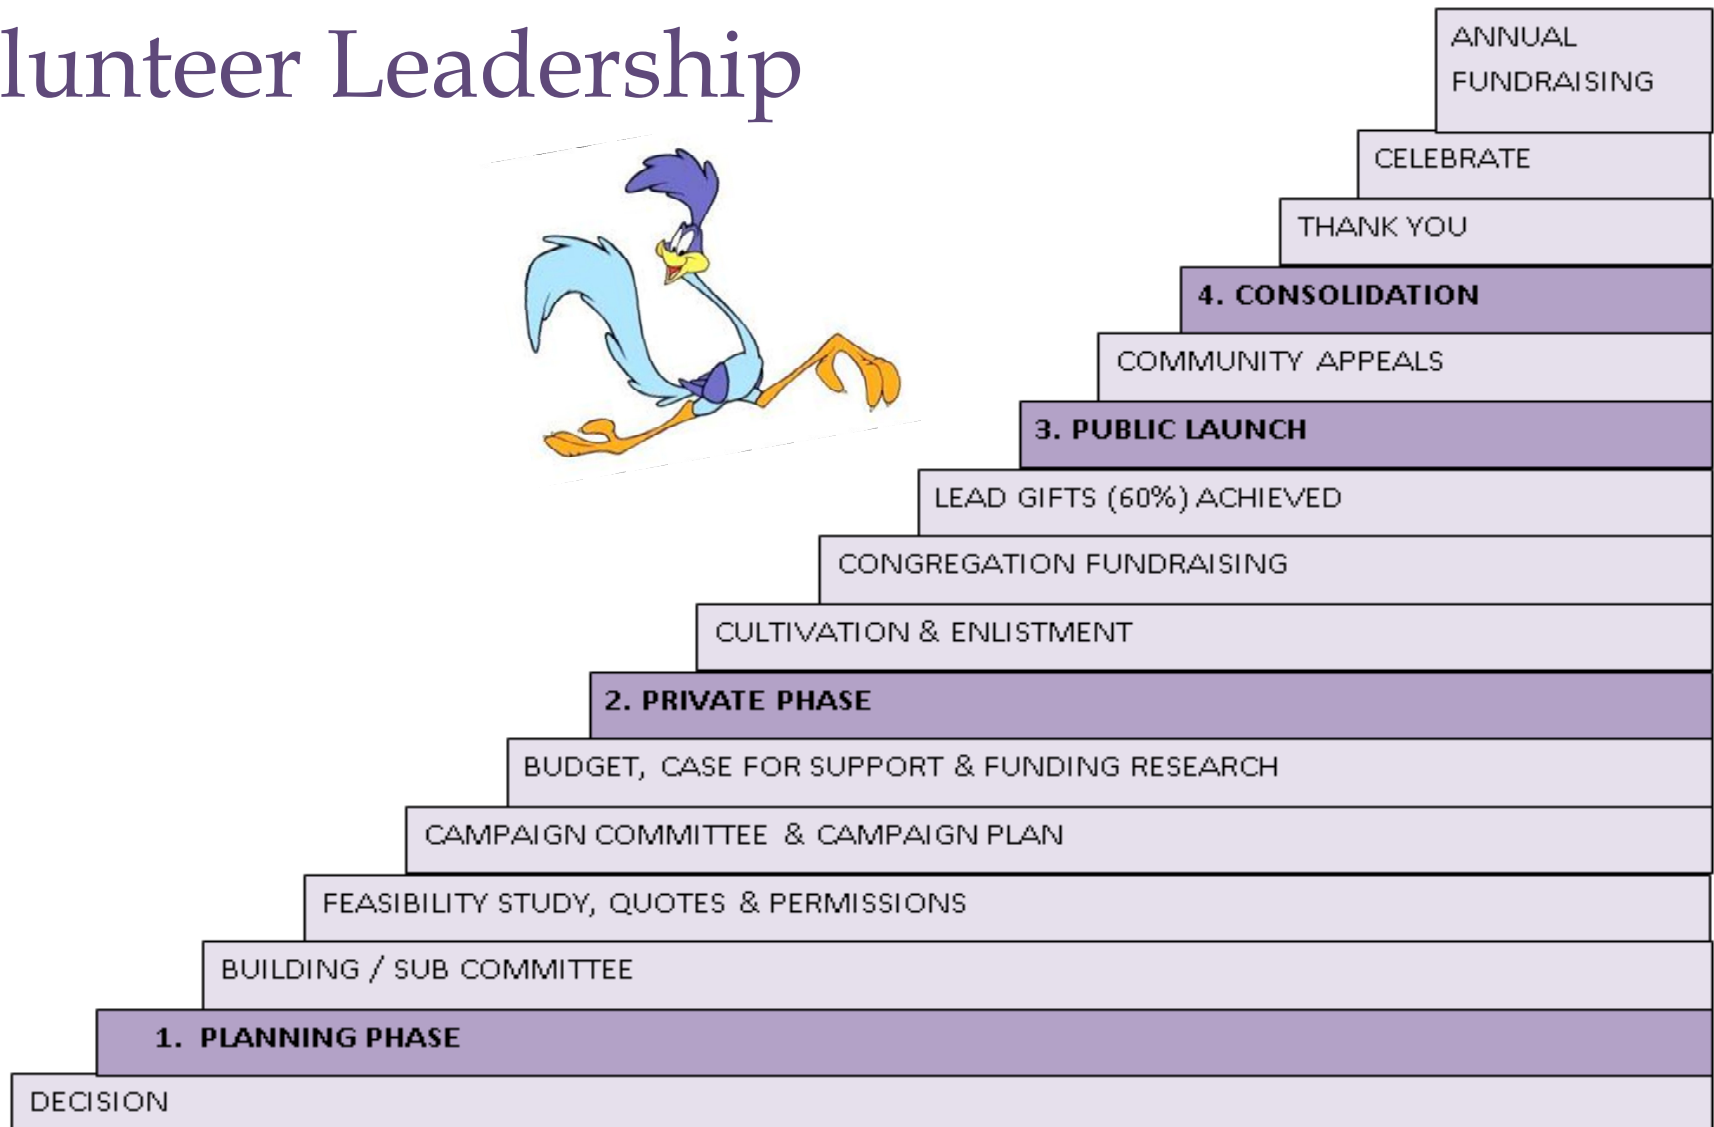 lunteer Leadership
ANNUAL
FUNDRAISING
CELEBRATE
THANK YOU
4. CONSOLIDATION
COMMUNITY APPEALS
3. PUBLIC LAUNCH
LEAD GIFTS (60%) ACHIEVED
CONGREGATION FUNDRAISING
CULTIVATION & ENLISTMENT
2. PRIVATE PHASE
BUDGET, CASE FOR SUPPORT & FUNDING RESEARCH
CAMPAIGN COMMITTEE & CAMPAIGN PLAN
FEASIBILITY STUDY, QUOTES & PERMISSIONS
BUILDING / SUB COMMITTEE
1. PLANNING PHASE
DECISION